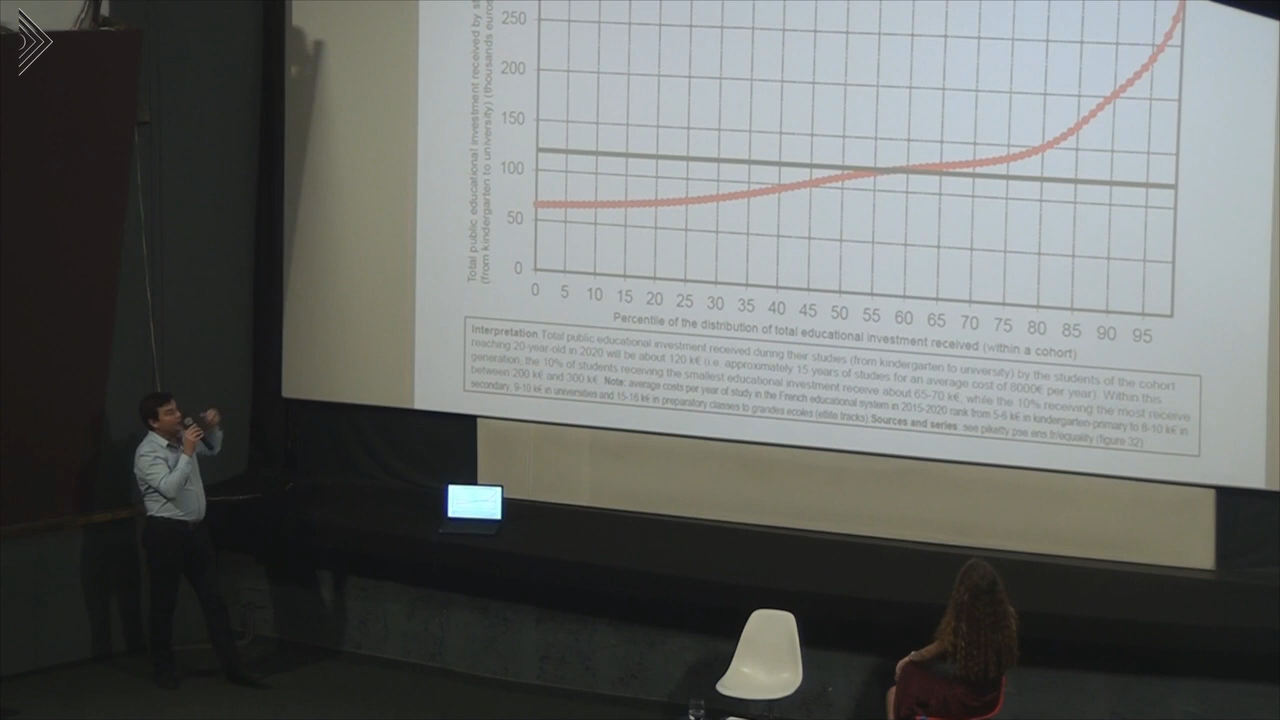 Total public educational investment received by
(from kindergarten to university) (thousands
250
200
150
100
50
0
0 5 10 15 20 25 30 35 40 45 50 55 60 65 70 75 80 85 90 95
Percentile of the distribution of total educational investment received (within a cohort)
Interpretation Total public educational investment received during their studies (from kindergarten to university) by the students of the cohort
reaching 20-year-old in 2020 will be about 120 k€ (i.e. approximately 15 years of studies for an average cost of 8000€ per year). Within this
generation, the 10% of students receiving the smallest educational investment receive about 65-70 k€, while the 10% receiving the most receive
between 200 k€ and 300 k€. Note: average costs per year of study in the French educational system in 2015-2020 rank from 5-6 k€ in kindergarten-primary to 8-10 k€ in
secondary, 9-10 k€ in universities and 15-16 k€ in preparatory classes to grandes ecoles (elite tracks) Sources and series: see piketty.pse.ens.fr/equality (figure 32)